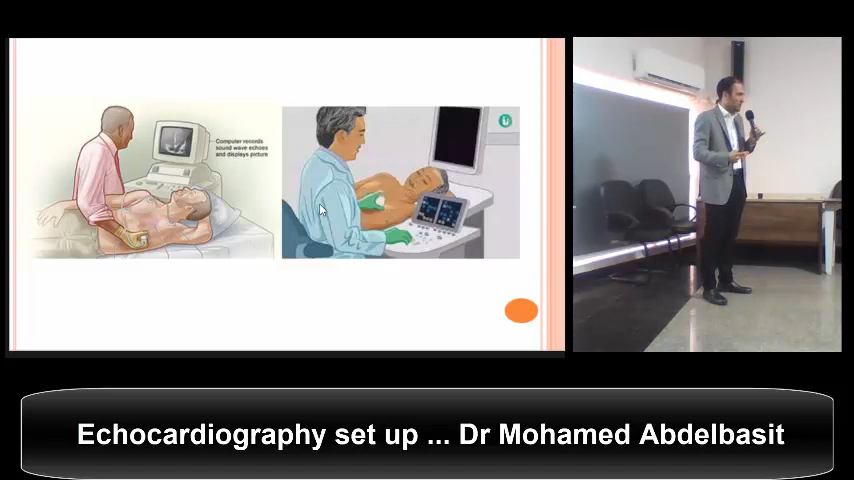 Computer records
sound wave echoes
and displays picture
U
Echocardiography set up ... Dr Mohamed Abdelbasit